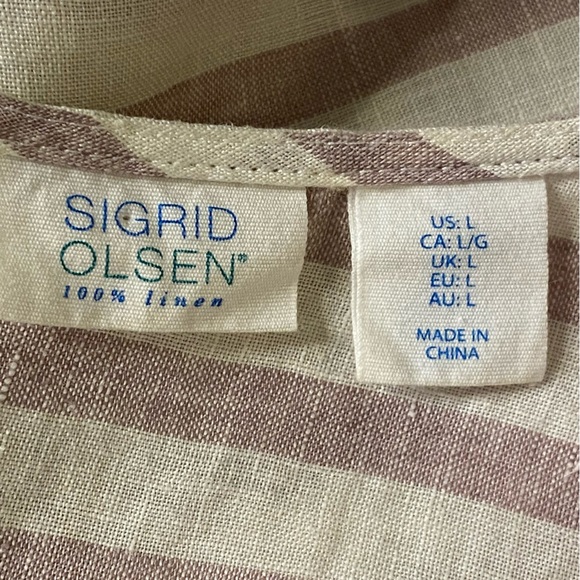 SIGRID
OLSEN®
100% linen
US: L
CA: L/G
UK: L
EU: L
AU: L
MADE IN
CHINA